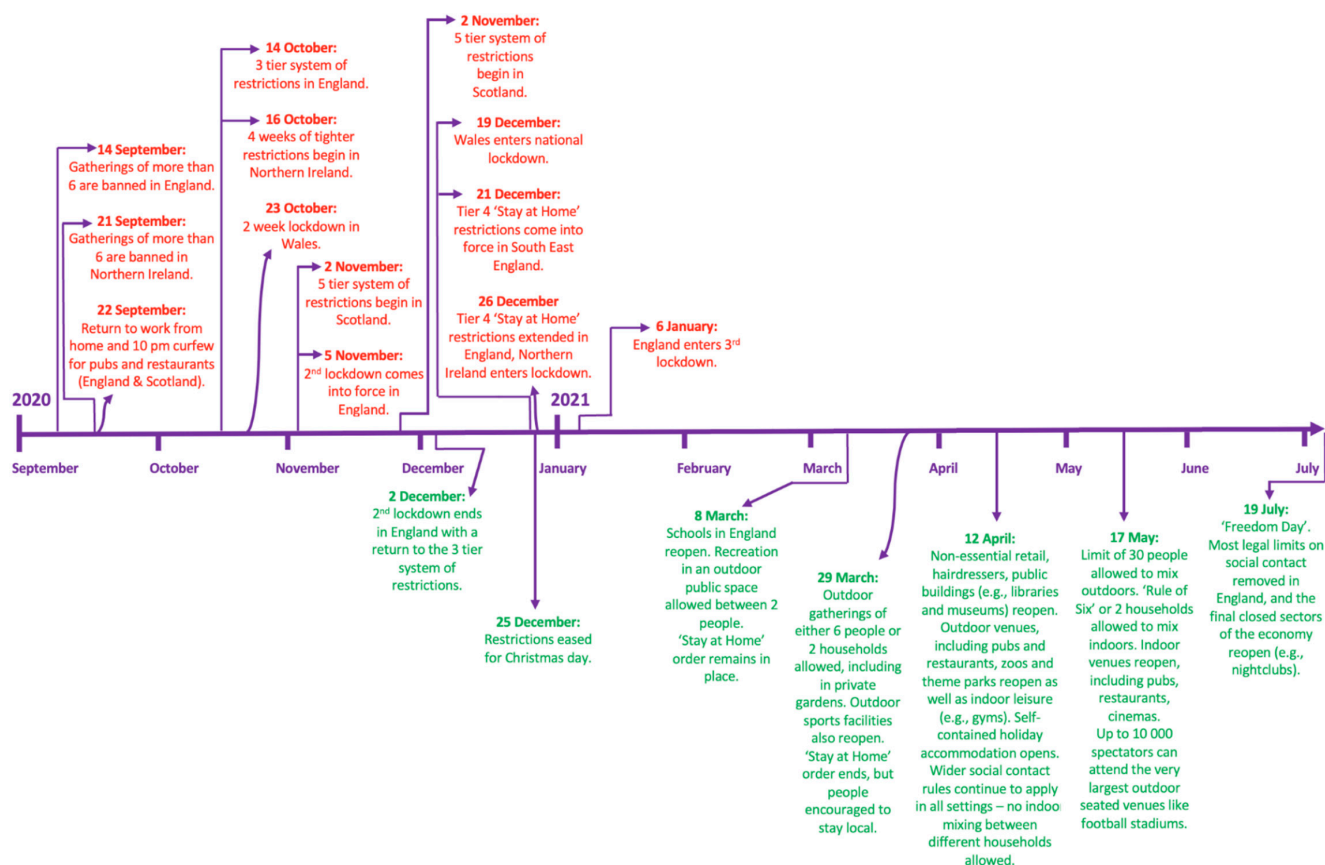 14 September:
Gatherings of more than
6 are banned in England.
21 September:
Gatherings of more than
6 are banned in
Northern Ireland.
22 September:
Return to work from
home and 10 pm curfew
for pubs and restaurants
(England & Scotland).
14 October:
3 tier system of
restrictions in England.
16 October:
4 weeks of tighter
restrictions begin in
Northern Ireland.
23 October:
2 week lockdown in
Wales.
2 November:
5 tier system of
restrictions begin in
Scotland.
5 November:
2nd lockdown comes
into force in
England.
2 November:
5 tier system of
restrictions
begin in
Scotland.
19 December:
Wales enters national
lockdown.
21 December:
Tier 4 ‘Stay at Home’
restrictions come into
force in South East
England.
26 December
Tier 4 ‘Stay at Home’
restrictions extended in
England, Northern
Ireland enters lockdown.
6 January:
England enters 3rd
lockdown.
2020
2021
September
October
November
December
January
February
March
April
May
June
July
2 December:
2nd lockdown ends
in England with a
return to the 3 tier
system of
restrictions.
25 December:
Restrictions eased
for Christmas day.
8 March:
Schools in England
reopen. Recreation
in an outdoor
public space
allowed between 2
people.
‘Stay at Home’
order remains in
place.
29 March:
Outdoor
gatherings of
either 6 people or
2 households
allowed, including
in private
gardens. Outdoor
sports facilities
also reopen.
‘Stay at Home’
order ends, but
people
encouraged to
stay local.
12 April:
Non-essential retail,
hairdressers, public
buildings (e.g., libraries
and museums) reopen.
Outdoor venues,
including pubs and
restaurants, zoos and
theme parks reopen as
well as indoor leisure
(e.g., gyms). Self-
contained holiday
accommodation opens.
Wider social contact
rules continue to apply
in all settings – no indoor
mixing between
different households
allowed.
17 May:
Limit of 30 people
allowed to mix
outdoors. ‘Rule of
Six’ or 2 households
allowed to mix
indoors. Indoor
venues reopen,
including pubs,
restaurants,
cinemas.
Up to 10 000
spectators can
attend the very
largest outdoor
seated venues like
football stadiums.
19 July:
‘Freedom Day’.
Most legal limits on
social contact
removed in
England, and the
final closed sectors
of the economy
reopen (e.g.,
nightclubs).